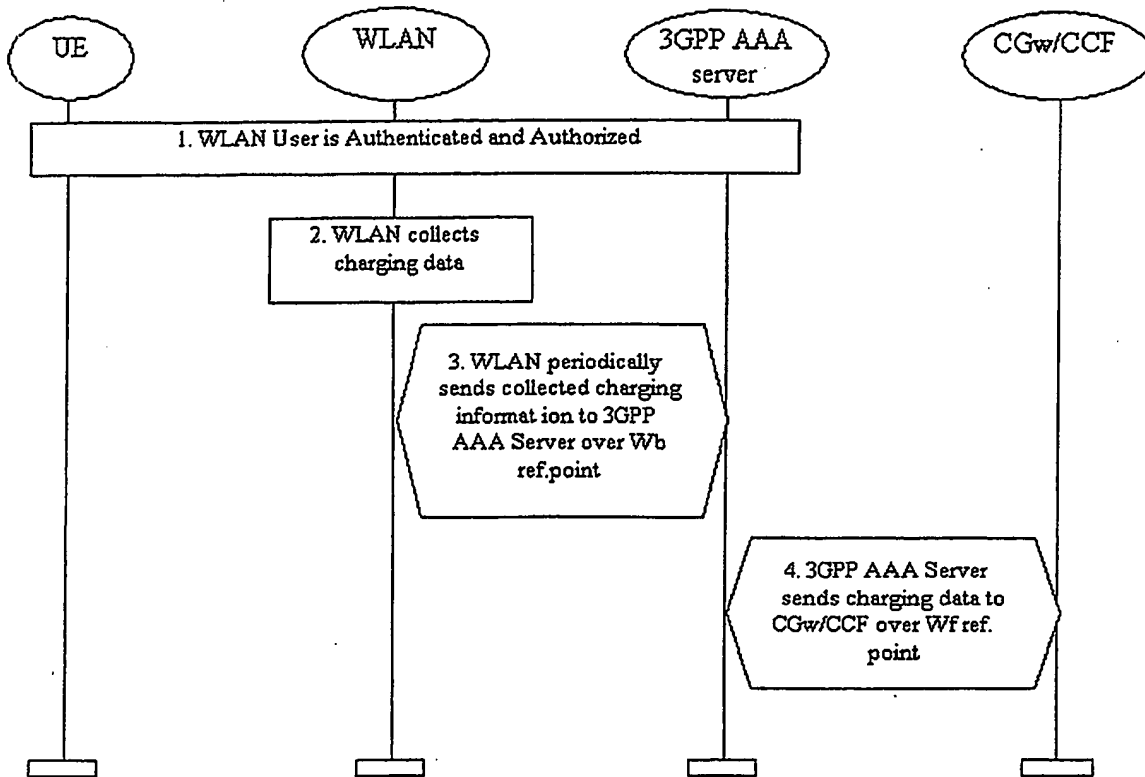 UE
WLAN
3GPP AAA
server
CGw/CCF
1. WLAN User is Authenticated and Authorized
2. WLAN collects
charging data
3. WLAN periodically
sends collected charging
informat ion to 3GPP
AAA Server over Wb
ref.point
4. 3GPP AAA Server
sends charging data to
CGw/CCF over Wf ref.
point